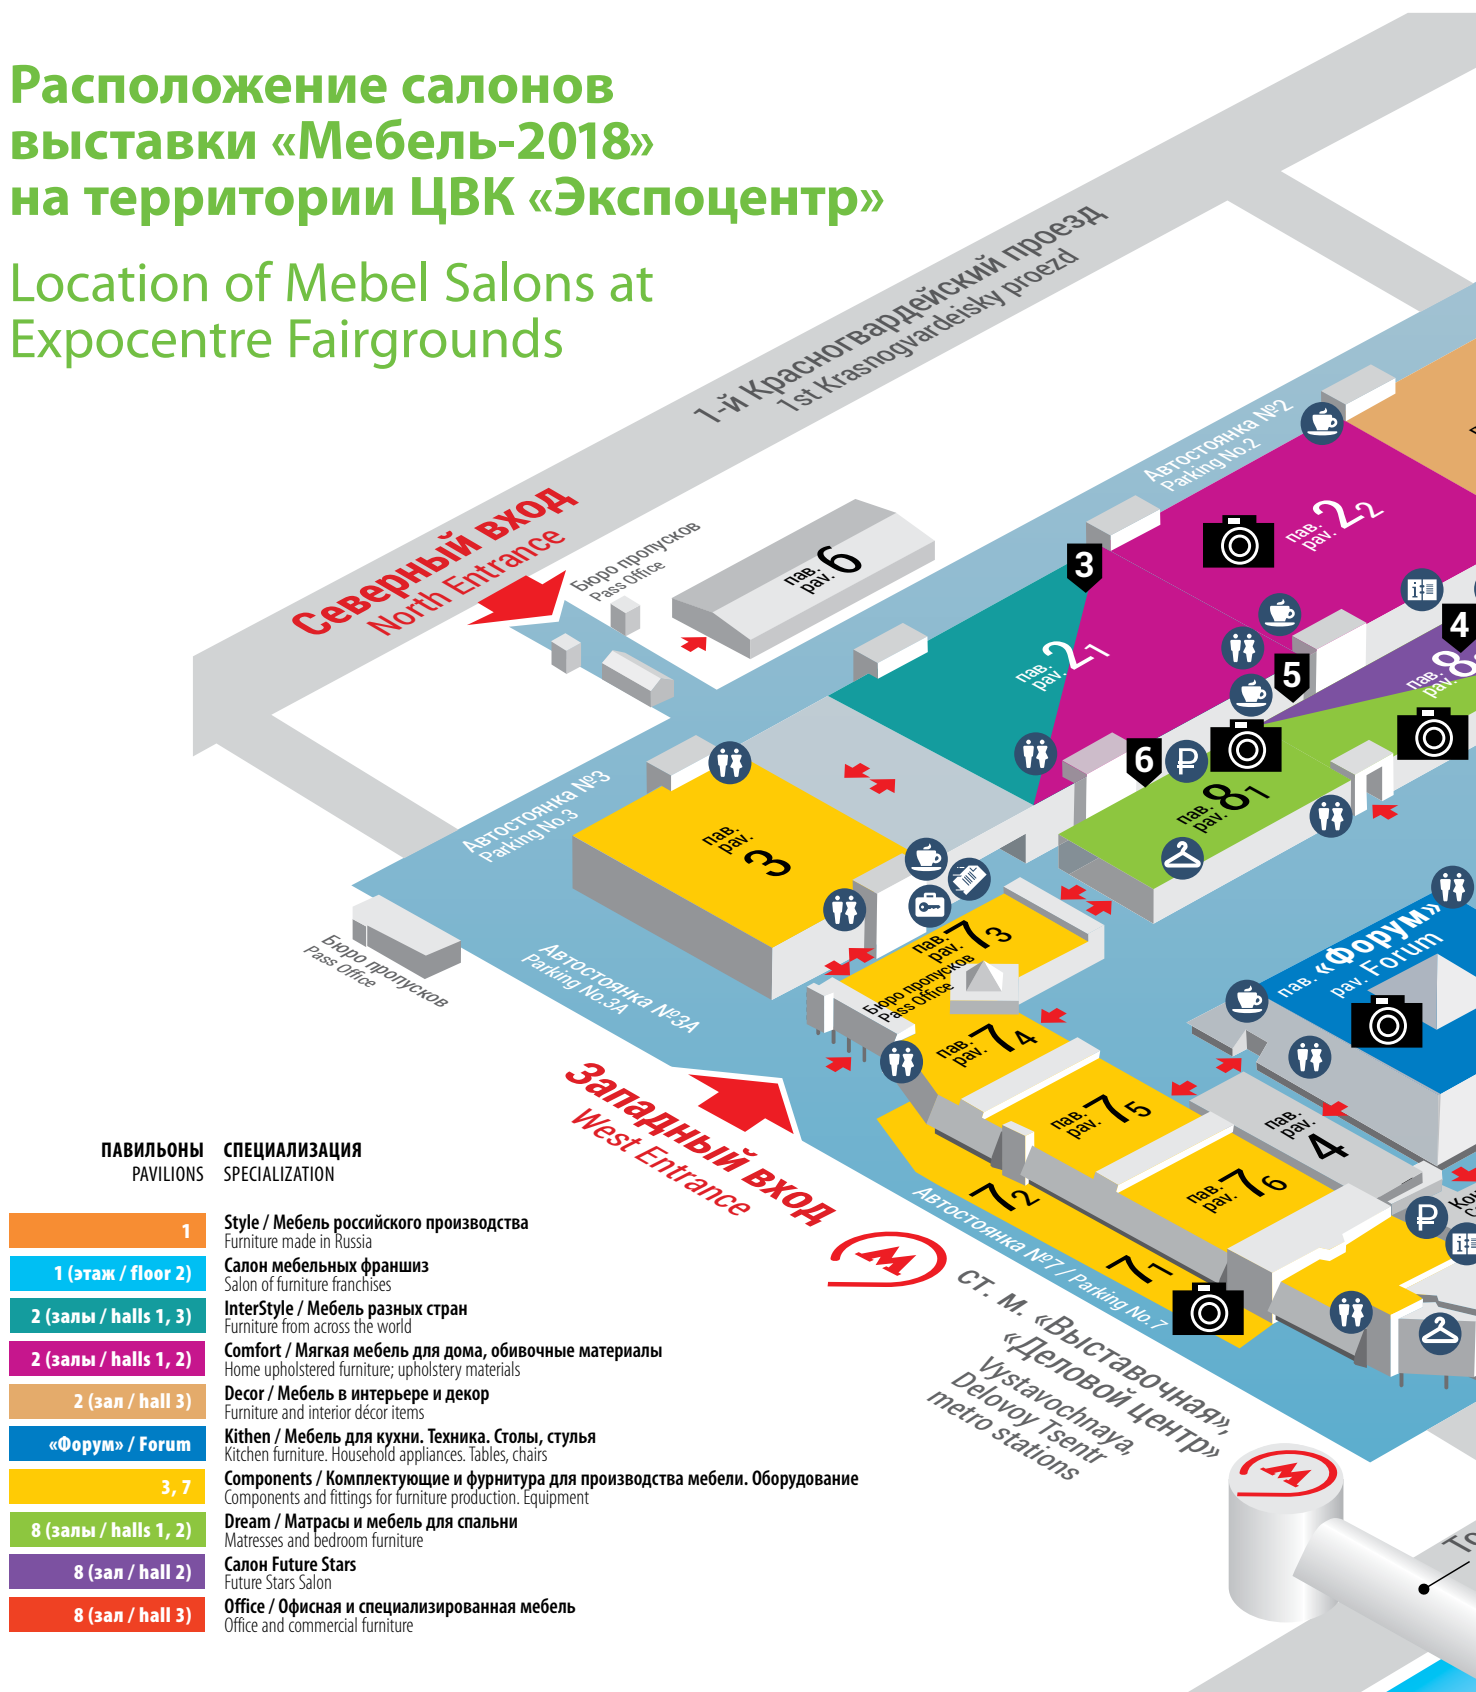 Расположение салонов
выставки «Мебель-2018»
на территории ЦВК «Экспоцентр»
Location of Mebel Salons at
Expocentre Fairgrounds
1-й Красногвардейский проезд
1st Krasnogvardeisky proezd
Северный вход
North Entrance
Бюро пропусков
Pass Office
пав.
pav. 6
Автостоянка №2
Parking No.2
пав.
pav. 2 2
3
пав.
pav. 2 1
4
5
6
пав.
pav. 8
пав.
pav. 8 1
Автостоянка №3
Parking No.3
пав.
pav. 3
Бюро пропусков
Pass Office
Автостоянка №3А
Parking No.3A
пав.
pav. 7 3
Бюро пропусков
Pass Office
пав.
pav. 7 4
пав.
pav. 7 5
пав.
pav. 7 6
7 2
7 1
пав. «Форум»
pav. Forum
пав.
pav. 4
Западный вход
West Entrance
Автостоянка №7 / Parking No. 7
ст. м. «Выставочная»,
«Деловой центр»
Vystavochnaya,
Delovoy Tsentr
metro stations
ПАВИЛЬОНЫ СПЕЦИАЛИЗАЦИЯ
PAVILIONS SPECIALIZATION
1 Style / Мебель российского производства
Furniture made in Russia
1 (этаж / floor 2) Салон мебельных франшиз
Salon of furniture franchises
2 (залы / halls 1, 3) InterStyle / Мебель разных стран
Furniture from across the world
2 (залы / halls 1, 2) Comfort / Мягкая мебель для дома, обивочные материалы
Home upholstered furniture; upholstery materials
2 (зал / hall 3) Decor / Мебель в интерьере и декор
Furniture and interior décor items
«Форум» / Forum Kithen / Мебель для кухни. Техника. Столы, стулья
Kitchen furniture. Household appliances. Tables, chairs
3, 7 Components / Комплектующие и фурнитура для производства мебели. Оборудование
Components and fittings for furniture production. Equipment
8 (залы / halls 1, 2) Dream / Матрасы и мебель для спальни
Matresses and bedroom furniture
8 (зал / hall 2) Салон Future Stars
Future Stars Salon
8 (зал / hall 3) Office / Офисная и специализированная мебель
Office and commercial furniture